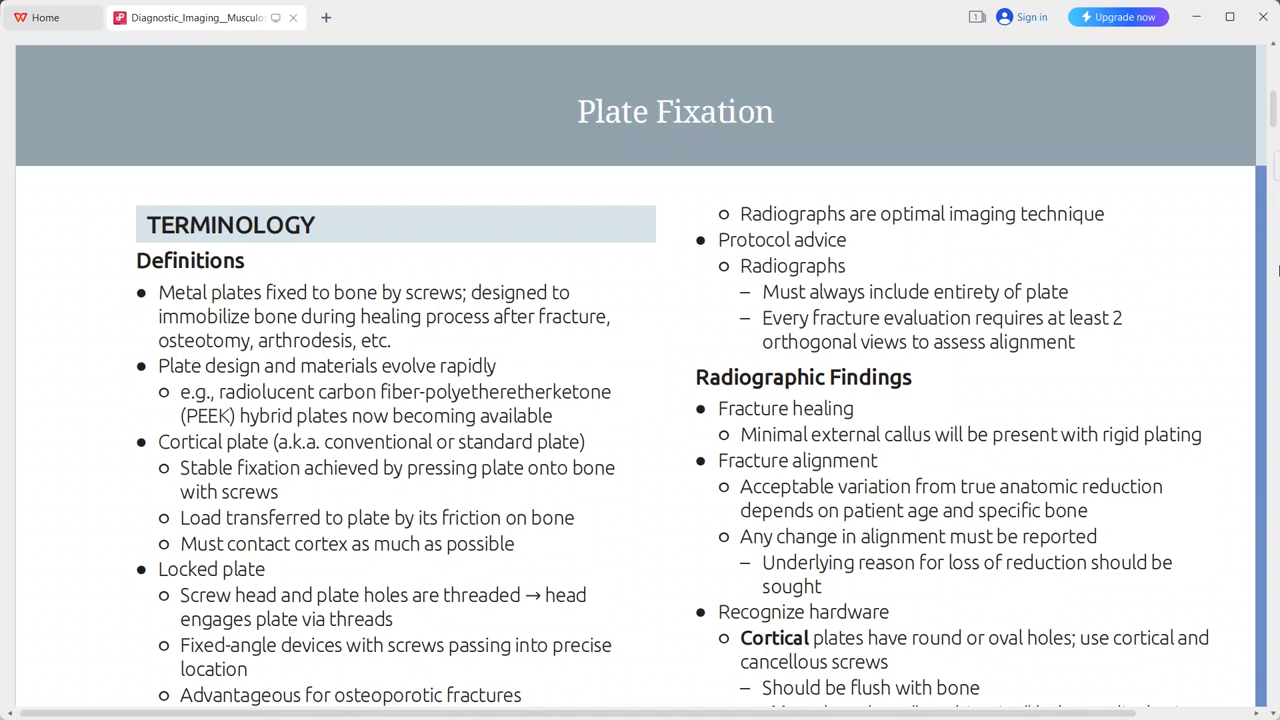 Home
Diagnostic_Imaging__Musculos
1
Sign in
Upgrade now
Plate Fixation
TERMINOLOGY
Definitions
● Metal plates fixed to bone by screws; designed to
immobilize bone during healing process after fracture,
osteotomy, arthrodesis, etc.
● Plate design and materials evolve rapidly
○ e.g., radiolucent carbon fiber-polyetheretherketone
(PEEK) hybrid plates now becoming available
● Cortical plate (a.k.a. conventional or standard plate)
○ Stable fixation achieved by pressing plate onto bone
with screws
○ Load transferred to plate by its friction on bone
○ Must contact cortex as much as possible
● Locked plate
○ Screw head and plate holes are threaded → head
engages plate via threads
○ Fixed-angle devices with screws passing into precise
location
○ Advantageous for osteoporotic fractures
○ Radiographs are optimal imaging technique
● Protocol advice
○ Radiographs
– Must always include entirety of plate
– Every fracture evaluation requires at least 2
orthogonal views to assess alignment
Radiographic Findings
● Fracture healing
○ Minimal external callus will be present with rigid plating
● Fracture alignment
○ Acceptable variation from true anatomic reduction
depends on patient age and specific bone
○ Any change in alignment must be reported
– Underlying reason for loss of reduction should be
sought
● Recognize hardware
○ Cortical plates have round or oval holes; use cortical and
cancellous screws
– Should be flush with bone